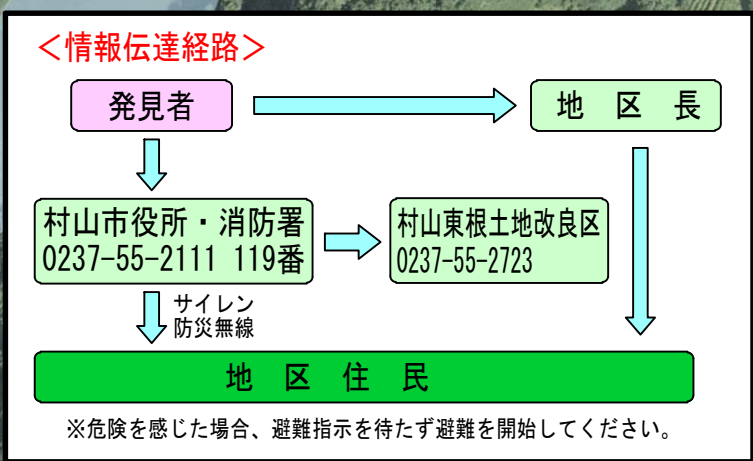 ＜情報伝達経路＞
発見者
地　区　長
村山市役所・消防署
0237-55-2111 119番
村山東根土地改良区
0237-55-2723
サイレン
防災無線
地　区　住　民
※危険を感じた場合、避難指示を待たず避難を開始してください。